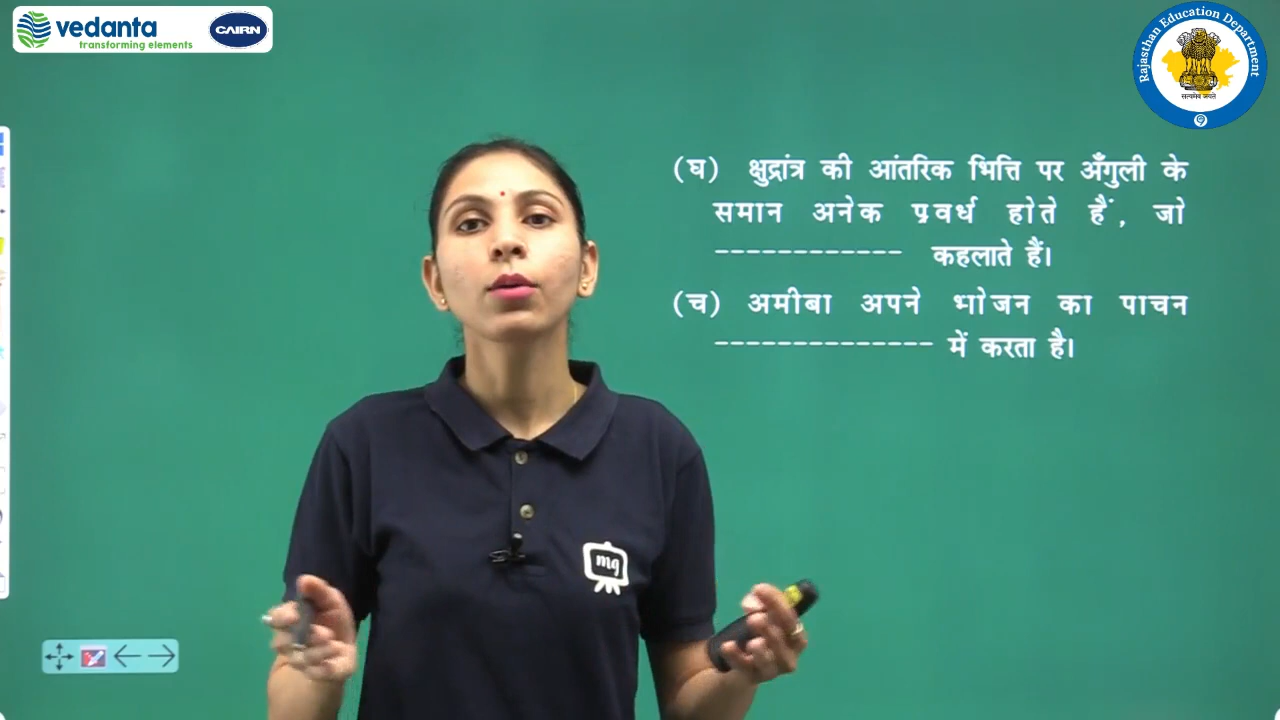 vedanta
transforming elements
CAIRN
Rajasthan Education Department
सत्यमेव जयते
(घ) क्षुद्रांत्र की आंतरिक भित्ति पर अँगुली के
समान अनेक प्रवर्ध होते हैं, जो
------------- कहलाते हैं।
(च) अमीबा अपने भोजन का पाचन
--------------- में करता है।
mg